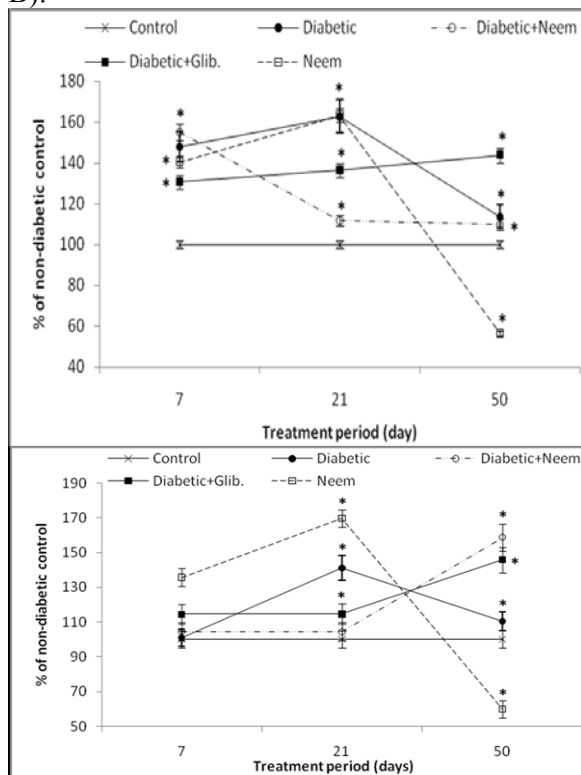 B).
Control Diabetic Diabetic+Neem
Diabetic+Glib. Neem
180
160
140
120
100
80
60
40
% of non-diabetic control
* * * * * * * * * *
7 21 50
Treatment period (day)
Control Diabetic Diabetic+Neem
Diabetic+Glib. Neem
190
170
150
130
110
90
70
50
% of non-diabetic control
* * * * * * *
7 21 50
Treatment period (days)